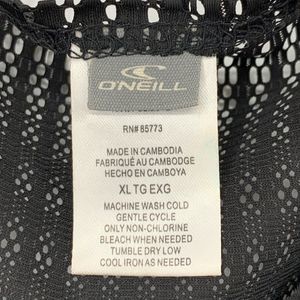 O'NEILL
RN# 85773
MADE IN CAMBODIA
FABRIQUÉ AU CAMBODGE
HECHO EN CAMBOYA
XL TG EXG
MACHINE WASH COLD
GENTLE CYCLE
ONLY NON-CHLORINE
BLEACH WHEN NEEDED
TUMBLE DRY LOW
COOL IRON AS NEEDED